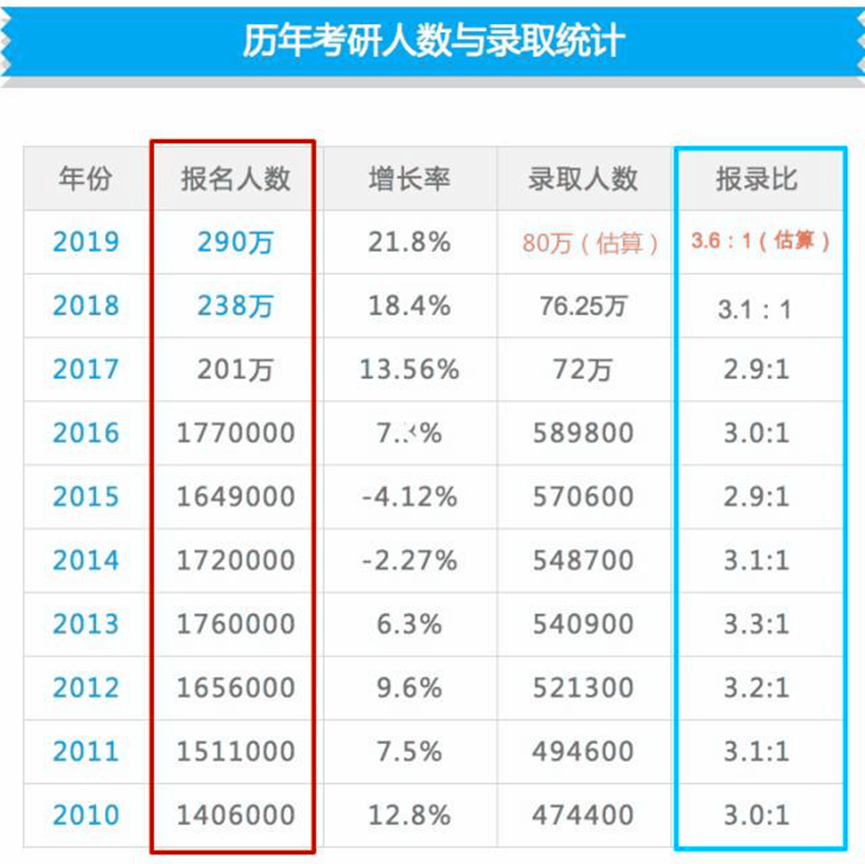 历年考研人数与录取统计
年份 报名人数 增长率 录取人数 报录比
2019 290万 21.8% 80万（估算） 3.6：1（估算）
2018 238万 18.4% 76.25万 3.1：1
2017 201万 13.56% 72万 2.9:1
2016 1770000 589800 3.0:1
2015 1649000 -4.12% 570600 2.9:1
2014 1720000 -2.27% 548700 3.1:1
2013 1760000 6.3% 540900 3.3:1
2012 1656000 9.6% 521300 3.2:1
2011 1511000 7.5% 494600 3.1:1
2010 1406000 12.8% 474400 3.0:1